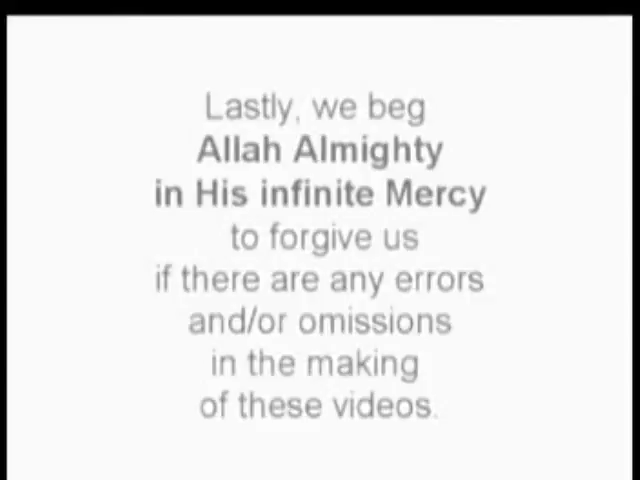 Lastly, we beg
Allah Almighty
in His infinite Mercy
to forgive us
if there are any errors
and/or omissions
in the making
of these videos.